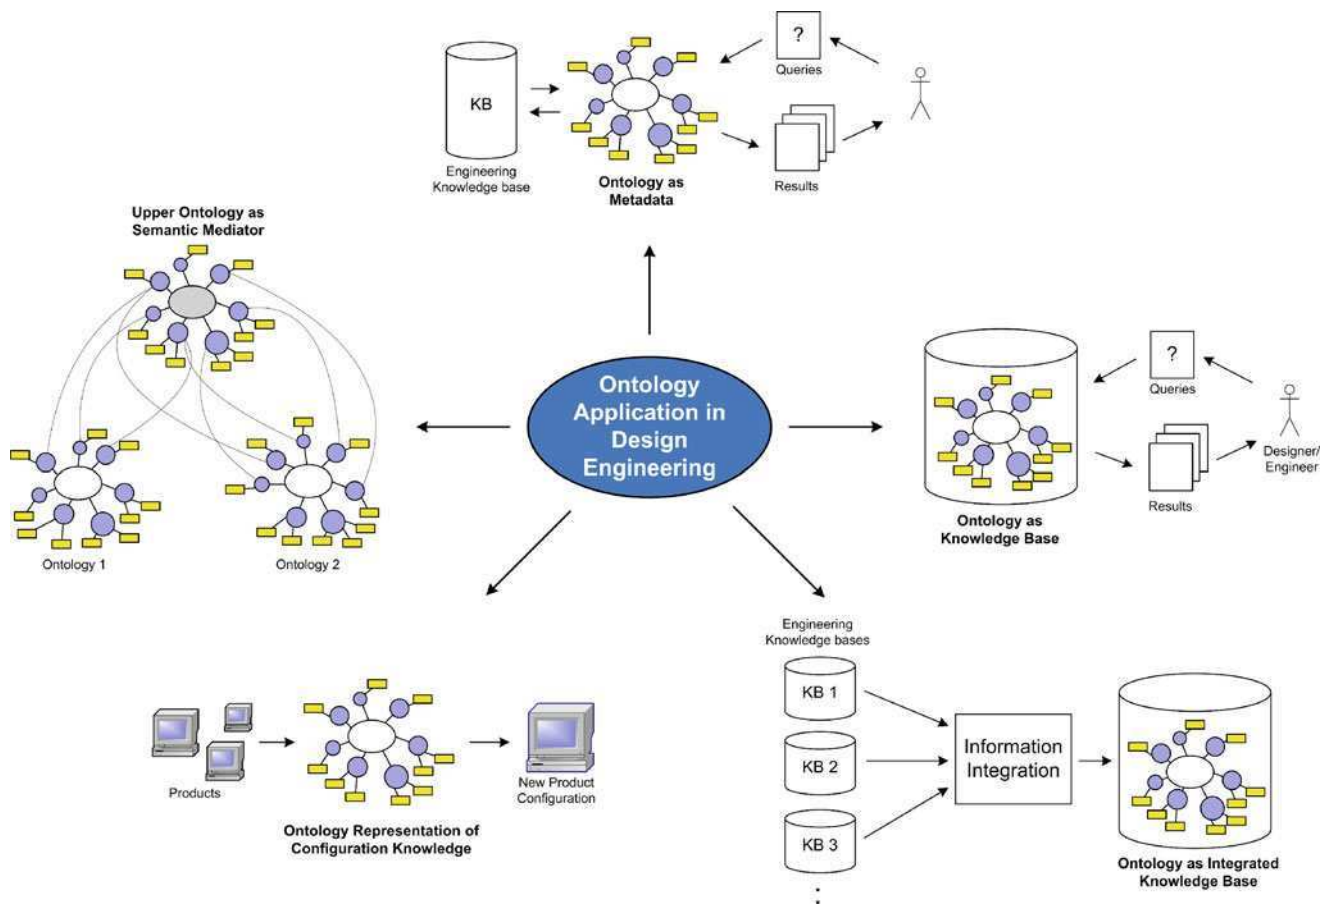 ?
Queries
KB
Engineering
Knowledge base
Ontology as
Metadata
Results
Upper Ontology as
Semantic Mediator
Ontology 1
Ontology 2
Ontology
Application in
Design
Engineering
?
Queries
Designer/
Engineer
Results
Ontology as
Knowledge Base
Products
New Product
Configuration
Ontology Representation of
Configuration Knowledge
Engineering
Knowledge bases
KB 1
KB 2
KB 3
Information
Integration
Ontology as Integrated
Knowledge Base